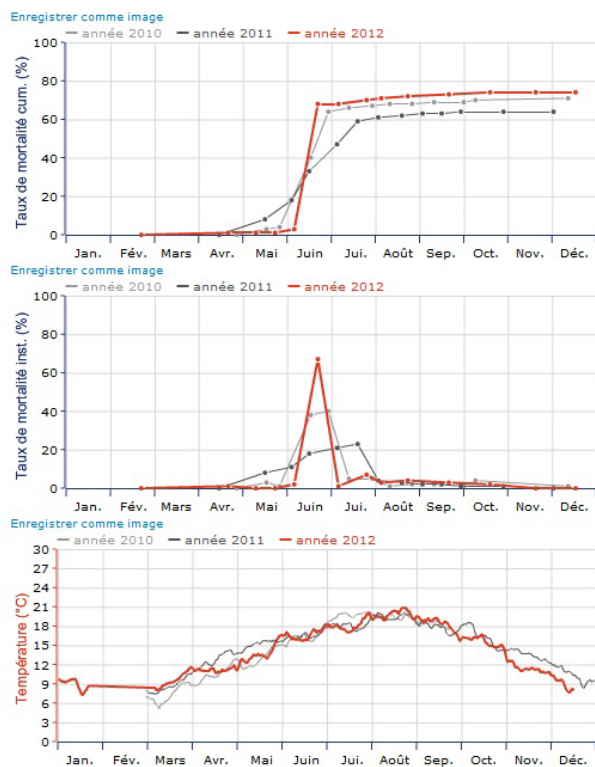 Enregistrer comme image
année 2010 année 2011 année 2012
Taux de mortalité cum. (%)
100
80
60
40
20
0
Jan. Fév. Mars Avr. Mai Juin Jui. Août Sep. Oct. Nov. Déc.
Enregistrer comme image
année 2010 année 2011 année 2012
Taux de mortalité inst. (%)
100
80
60
40
20
0
Jan. Fév. Mars Avr. Mai Juin Jui. Août Sep. Oct. Nov. Déc.
Enregistrer comme image
année 2010 année 2011 année 2012
Température (°C)
30
27
24
21
18
15
12
9
6
3
0
Jan. Fév. Mars Avr. Mai Juin Jui. Août Sep. Oct. Nov. Déc.